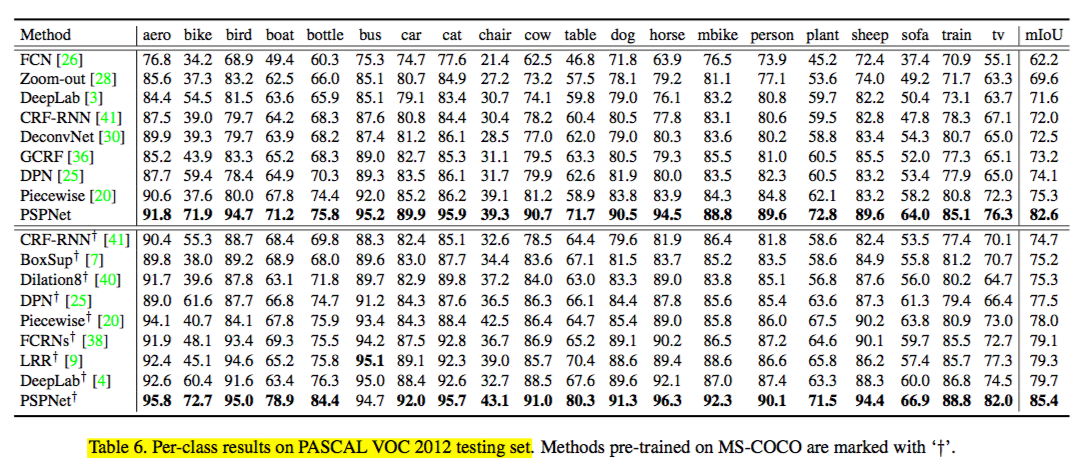 Method aero bike bird boat bottle bus car cat chair cow table dog horse mbike person plant sheep sofa train tv mIoU
FCN [26] 76.8 34.2 68.9 49.4 60.3 75.3 74.7 77.6 21.4 62.5 46.8 71.8 63.9 76.5 73.9 45.2 72.4 37.4 70.9 55.1 62.2
Zoom-out [28] 85.6 37.3 83.2 62.5 66.0 85.1 80.7 84.9 27.2 73.2 57.5 78.1 79.2 81.1 77.1 53.6 74.0 49.2 71.7 63.3 69.6
DeepLab [3] 84.4 54.5 81.5 63.6 65.9 85.1 79.1 83.4 30.7 74.1 59.8 79.0 76.1 83.2 80.8 59.7 82.2 50.4 73.1 63.7 71.6
CRF-RNN [41] 87.5 39.0 79.7 64.2 68.3 87.6 80.8 84.4 30.4 78.2 60.4 80.5 77.8 83.1 80.6 59.5 82.8 47.8 78.3 67.1 72.0
DeconvNet [30] 89.9 39.3 79.7 63.9 68.2 87.4 81.2 86.1 28.5 77.0 62.0 79.0 80.3 83.6 80.2 58.8 83.4 54.3 80.7 65.0 72.5
GCRF [36] 85.2 43.9 83.3 65.2 68.3 89.0 82.7 85.3 31.1 79.5 63.3 80.5 79.3 85.5 81.0 60.5 85.5 52.0 77.3 65.1 73.2
DPN [25] 87.7 59.4 78.4 64.9 70.3 89.3 83.5 86.1 31.7 79.9 62.6 81.9 80.0 83.5 82.3 60.5 83.2 53.4 77.9 65.0 74.1
Piecewise [20] 90.6 37.6 80.0 67.8 74.4 92.0 85.2 86.2 39.1 81.2 58.9 83.8 83.9 84.3 84.8 62.1 83.2 58.2 80.8 72.3 75.3
PSPNet 91.8 71.9 94.7 71.2 75.8 95.2 89.9 95.9 39.3 90.7 71.7 90.5 94.5 88.8 89.6 72.8 89.6 64.0 85.1 76.3 82.6
CRF-RNN† [41] 90.4 55.3 88.7 68.4 69.8 88.3 82.4 85.1 32.6 78.5 64.4 79.6 81.9 86.4 81.8 58.6 82.4 53.5 77.4 70.1 74.7
BoxSup† [7] 89.8 38.0 89.2 68.9 68.0 89.6 83.0 87.7 34.4 83.6 67.1 81.5 83.7 85.2 83.5 58.6 84.9 55.8 81.2 70.7 75.2
Dilation8† [40] 91.7 39.6 87.8 63.1 71.8 89.7 82.9 89.8 37.2 84.0 63.0 83.3 89.0 83.8 85.1 56.8 87.6 56.0 80.2 64.7 75.3
DPN† [25] 89.0 61.6 87.7 66.8 74.7 91.2 84.3 87.6 36.5 86.3 66.1 84.4 87.8 85.6 85.4 63.6 87.3 61.3 79.4 66.4 77.5
Piecewise† [20] 94.1 40.7 84.1 67.8 75.9 93.4 84.3 88.4 42.5 86.4 64.7 85.4 89.0 85.8 86.0 67.5 90.2 63.8 80.9 73.0 78.0
FCRNs† [38] 91.9 48.1 93.4 69.3 75.5 94.2 87.5 92.8 36.7 86.9 65.2 89.1 90.2 86.5 87.2 64.6 90.1 59.7 85.5 72.7 79.1
LRR† [9] 92.4 45.1 94.6 65.2 75.8 95.1 89.1 92.3 39.0 85.7 70.4 88.6 89.4 88.6 86.6 65.8 86.2 57.4 85.7 77.3 79.3
DeepLab† [4] 92.6 60.4 91.6 63.4 76.3 95.0 88.4 92.6 32.7 88.5 67.6 89.6 92.1 87.0 87.4 63.3 88.3 60.0 86.8 74.5 79.7
PSPNet† 95.8 72.7 95.0 78.9 84.4 94.7 92.0 95.7 43.1 91.0 80.3 91.3 96.3 92.3 90.1 71.5 94.4 66.9 88.8 82.0 85.4
Table 6. Per-class results on PASCAL VOC 2012 testing set. Methods pre-trained on MS-COCO are marked with ‘†’.